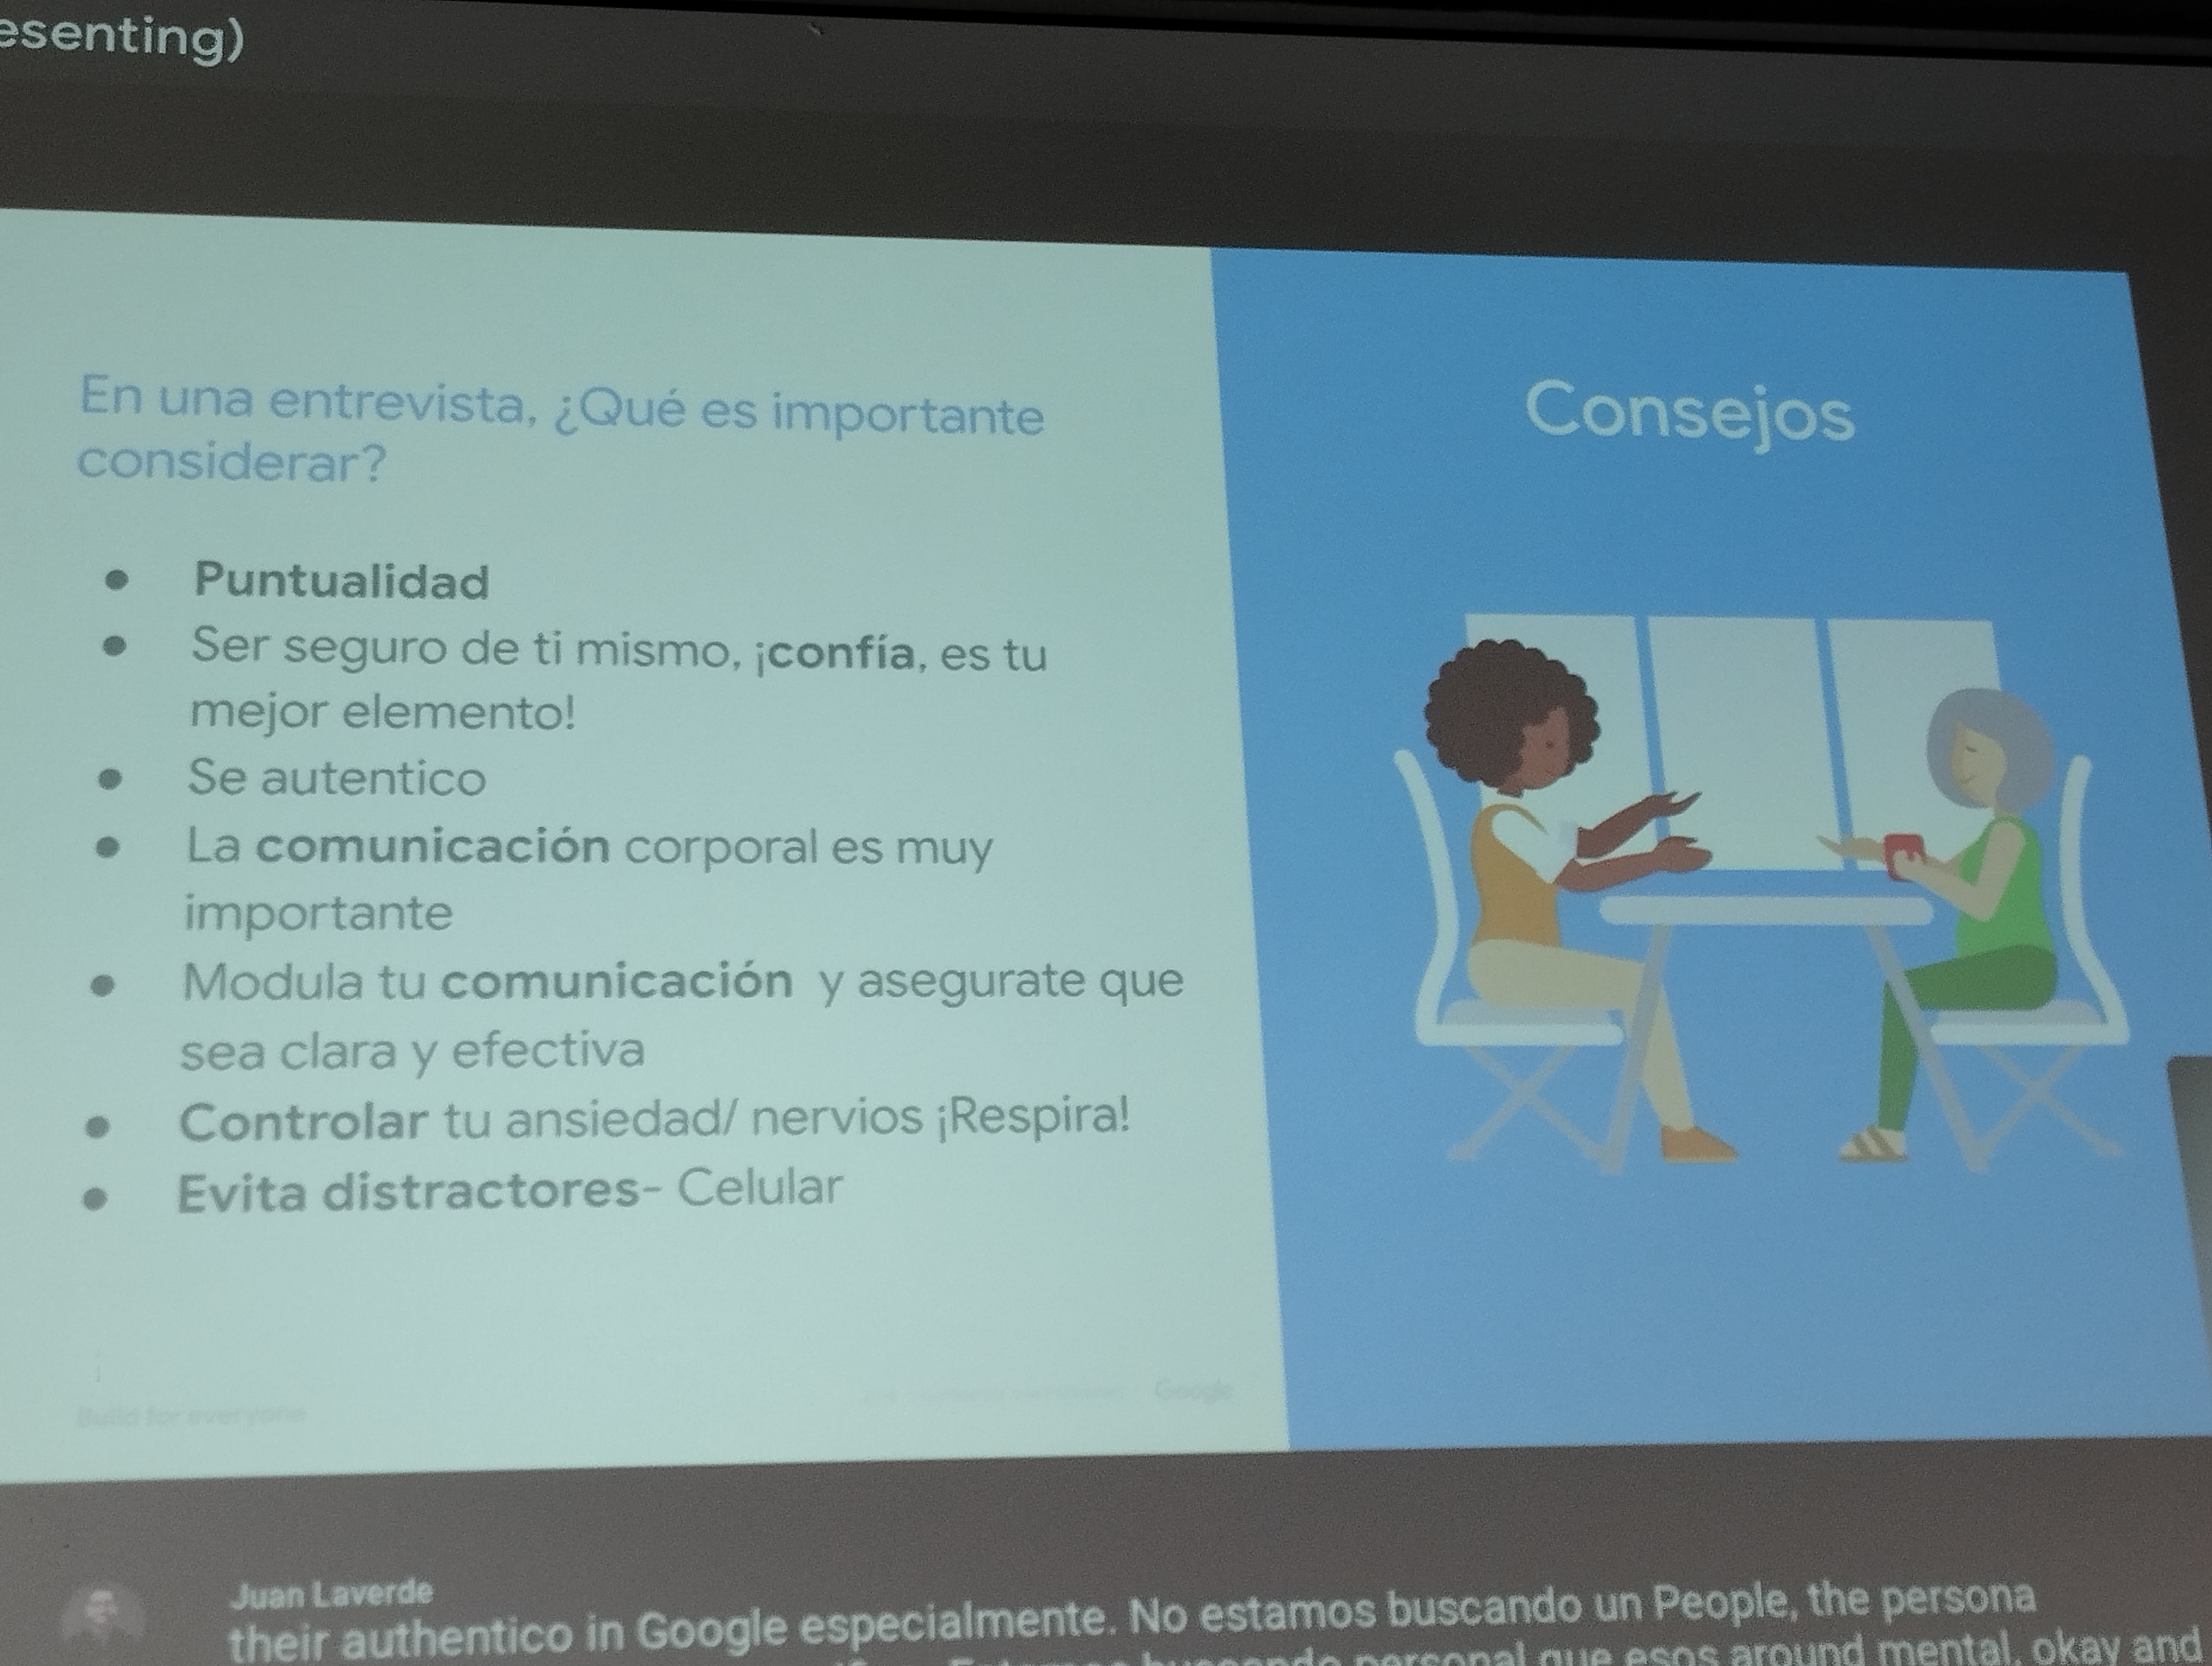 esenting)
En una entrevista, ¿Qué es importante
considerar?
Consejos
● Puntualidad
● Ser seguro de ti mismo, ¡confía, es tu
mejor elemento!
● Se autentico
● La comunicación corporal es muy
importante
● Modula tu comunicación y asegurate que
sea clara y efectiva
● Controlar tu ansiedad/ nervios ¡Respira!
● Evita distractores- Celular
Build for everyone
Google
Juan Laverde
their authentico in Google especialmente. No estamos buscando un People, the persona
buscando personal que esos around mental, okay and